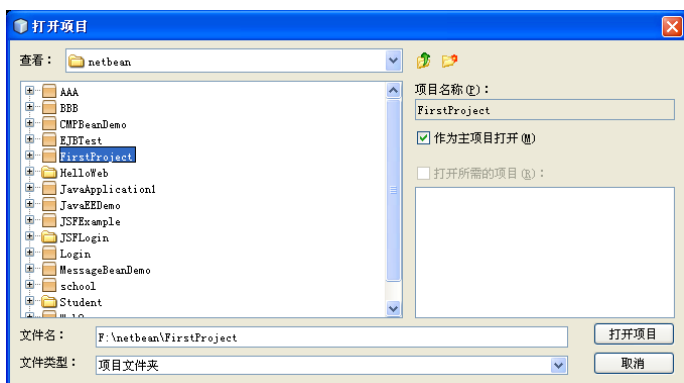 打开项目
查看：
netbean
AAA
BBB
CMPBeanDemo
EJBTest
FirstProject
HelloWeb
JavaApplication1
JavaEEDemo
JSFExample
JSFLogin
Login
MessageBeanDemo
school
Student
项目名称(P)：
FirstProject
作为主项目打开(M)
打开所需的项目(R)：
文件名：
F:\netbean\FirstProject
打开项目
文件类型：
项目文件夹
取消